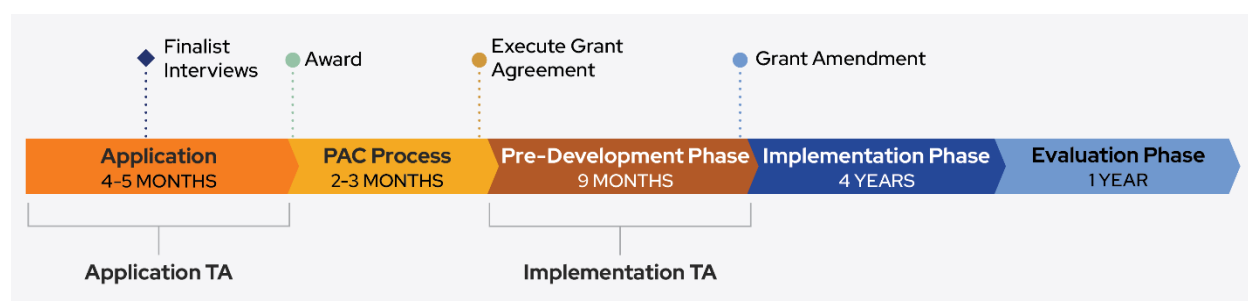 Finalist
Interviews
Award
Execute Grant
Agreement
Grant Amendment
Application
4-5 MONTHS
PAC Process
2-3 MONTHS
Pre-Development Phase
9 MONTHS
Implementation Phase
4 YEARS
Evaluation Phase
1 YEAR
Application TA
Implementation TA